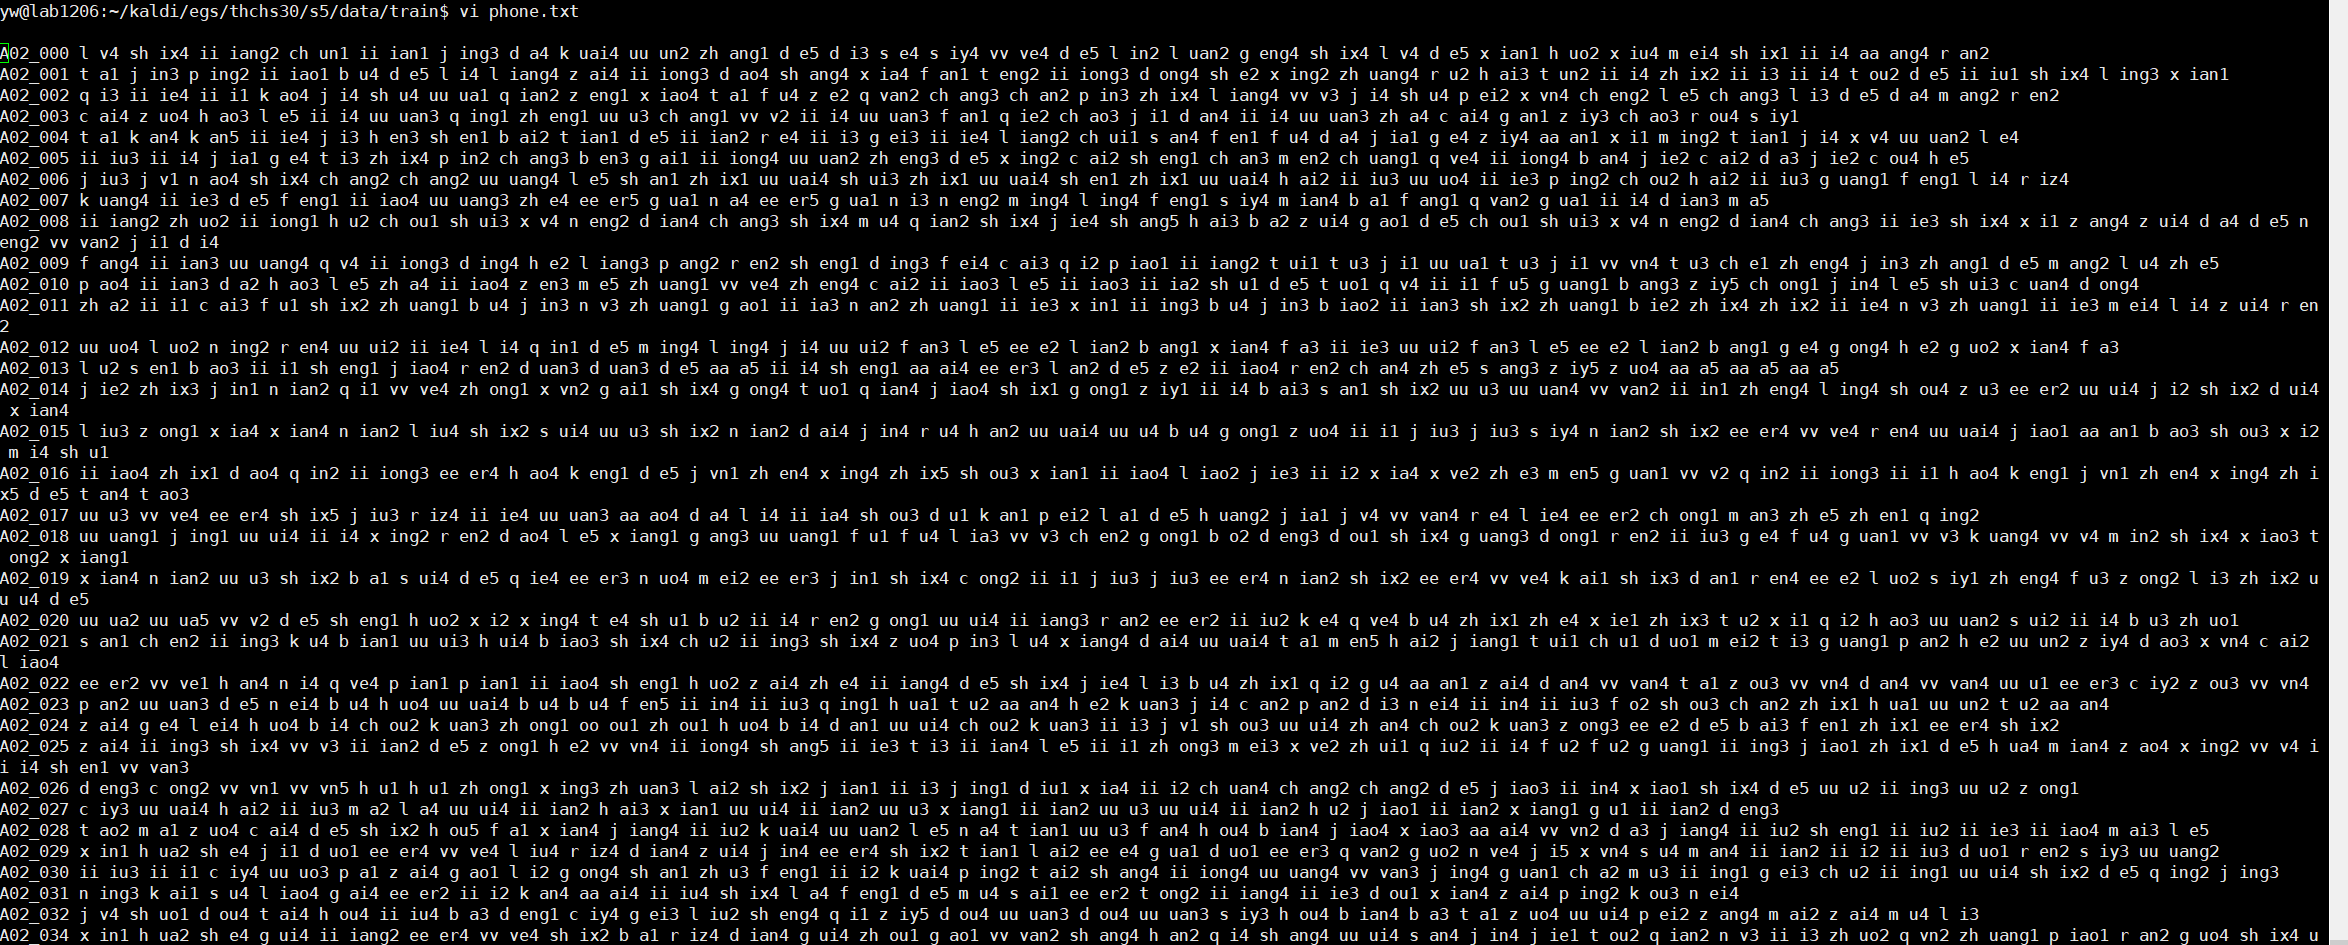 yw@lab1206:~/kaldi/egs/thchs30/s5/data/train$ vi phone.txt
A02_000 l v4 sh ix4 ii iang2 ch un1 ii ian1 j ing3 d a4 k uai4 uu un2 zh ang1 d e5 d i3 s e4 s iy4 vv ve4 d e5 l in2 l uan2 g eng4 sh ix4 l v4 d e5 x ian1 h uo2 x iu4 m ei4 sh ix1 ii i4 aa ang4 r an2
A02_001 t a1 j in3 p ing2 ii iao1 b u4 d e5 l i4 l iang4 z ai4 ii iong3 d ao4 sh ang4 x ia4 f an1 t eng2 ii iong3 d ong4 sh e2 x ing2 zh uang4 r u2 h ai3 t un2 ii i4 zh ix2 ii i3 ii i4 t ou2 d e5 ii iu1 sh ix4 l ing3 x ian1
A02_002 q i3 ii ie4 ii i1 k ao4 j i4 sh u4 uu ua1 q ian2 z eng1 x iao4 t a1 f u4 z e2 q van2 ch ang3 ch an2 p in3 zh ix4 l iang4 vv v3 j i4 sh u4 p ei2 x vn4 ch eng2 l e5 ch ang3 l i3 d e5 d a4 m ang2 r en2
A02_003 c ai4 z uo4 h ao3 l e5 ii i4 uu uan3 q ing1 zh eng1 uu u3 ch ang1 vv v2 ii i4 uu uan3 f an1 q ie2 ch ao3 j i1 d an4 ii i4 uu uan3 zh a4 c ai4 g an1 z iy3 ch ao3 r ou4 s iy1
A02_004 t a1 k an4 k an5 ii ie4 j i3 h en3 sh en1 b ai2 t ian1 d e5 ii ian2 r e4 ii i3 g ei3 ii ie4 l iang2 ch ui1 s an4 f en1 f u4 d a4 j ia1 g e4 z iy4 aa an1 x i1 m ing2 t ian1 j i4 x v4 uu uan2 l e4
A02_005 ii iu3 ii i4 j ia1 g e4 t i3 zh ix4 p in2 ch ang3 b en3 g ai1 ii iong4 uu uan2 zh eng3 d e5 x ing2 c ai2 sh eng1 ch an3 m en2 ch uang1 q ve4 ii iong4 b an4 j ie2 c ai2 d a3 j ie2 c ou4 h e5
A02_006 j iu3 j v1 n ao4 sh ix4 ch ang2 ch ang2 uu uang4 l e5 sh an1 zh ix1 uu uai4 sh ui3 zh ix1 uu uai4 sh en1 zh ix1 uu uai4 h ai2 ii iu3 uu uo4 ii ie3 p ing2 ch ou2 h ai2 ii iu3 g uang1 f eng1 l i4 r iz4
A02_007 k uang4 ii ie3 d e5 f eng1 ii iao4 uu uang3 zh e4 ee er5 g ua1 n a4 ee er5 g ua1 n i3 n eng2 m ing4 l ing4 f eng1 s iy4 m ian4 b a1 f ang1 q van2 g ua1 ii i4 d ian3 m a5
A02_008 ii iang2 zh uo2 ii iong1 h u2 ch ou1 sh ui3 x v4 n eng2 d ian4 ch ang3 sh ix4 m u4 q ian2 sh ix4 j ie4 sh ang5 h ai3 b a2 z ui4 g ao1 d e5 ch ou1 sh ui3 x v4 n eng2 d ian4 ch ang3 ii ie3 sh ix4 x i1 z ang4 z ui4 d a4 d e5 n
eng2 vv van2 j i1 d i4
A02_009 f ang4 ii ian3 uu uang4 q v4 ii iong3 d ing4 h e2 l iang3 p ang2 r en2 sh eng1 d ing3 f ei4 c ai3 q i2 p iao1 ii iang2 t ui1 t u3 j i1 uu ua1 t u3 j i1 vv vn4 t u3 ch e1 zh eng4 j in3 zh ang1 d e5 m ang2 l u4 zh e5
A02_010 p ao4 ii ian3 d a2 h ao3 l e5 zh a4 ii iao4 z en3 m e5 zh uang1 vv ve4 zh eng4 c ai2 ii iao3 l e5 ii iao3 ii ia2 sh u1 d e5 t uo1 q v4 ii i1 f u5 g uang1 b ang3 z iy5 ch ong1 j in4 l e5 sh ui3 c uan4 d ong4
A02_011 zh a2 ii i1 c ai3 f u1 sh ix2 zh uang1 b u4 j in3 n v3 zh uang1 g ao1 ii ia3 n an2 zh uang1 ii ie3 x in1 ii ing3 b u4 j in3 b iao2 ii ian3 sh ix2 zh uang1 b ie2 zh ix4 zh ix2 ii ie4 n v3 zh uang1 ii ie3 m ei4 l i4 z ui4 r en
2
A02_012 uu uo4 l uo2 n ing2 r en4 uu ui2 ii ie4 l i4 q in1 d e5 m ing4 l ing4 j i4 uu ui2 f an3 l e5 ee e2 l ian2 b ang1 x ian4 f a3 ii ie3 uu ui2 f an3 l e5 ee e2 l ian2 b ang1 g e4 g ong4 h e2 g uo2 x ian4 f a3
A02_013 l u2 s en1 b ao3 ii i1 sh eng1 j iao4 r en2 d uan3 d uan3 d e5 aa a5 ii i4 sh eng1 aa ai4 ee er3 l an2 d e5 z e2 ii iao4 r en2 ch an4 zh e5 s ang3 z iy5 z uo4 aa a5 aa a5 aa a5
A02_014 j ie2 zh ix3 j in1 n ian2 q i1 vv ve4 zh ong1 x vn2 g ai1 sh ix4 g ong4 t uo1 q ian4 j iao4 sh ix1 g ong1 z iy1 ii i4 b ai3 s an1 sh ix2 uu u3 uu uan4 vv van2 ii in1 zh eng4 l ing4 sh ou4 z u3 ee er2 uu ui4 j i2 sh ix2 d ui4
x ian4
A02_015 l iu3 z ong1 x ia4 x ian4 n ian2 l iu4 sh ix2 s ui4 uu u3 sh ix2 n ian2 d ai4 j in4 r u4 h an2 uu uai4 uu u4 b u4 g ong1 z uo4 ii i1 j iu3 j iu3 s iy4 n ian2 sh ix2 ee er4 vv ve4 r en4 uu uai4 j iao1 aa an1 b ao3 sh ou3 x i2
m i4 sh u1
A02_016 ii iao4 zh ix1 d ao4 q in2 ii iong3 ee er4 h ao4 k eng1 d e5 j vn1 zh en4 x ing4 zh ix5 sh ou3 x ian1 ii iao4 l iao2 j ie3 ii i2 x ia4 x ve2 zh e3 m en5 g uan1 vv v2 q in2 ii iong3 ii i1 h ao4 k eng1 j vn1 zh en4 x ing4 zh i
x5 d e5 t an4 t ao3
A02_017 uu u3 vv ve4 ee er4 sh ix5 j iu3 r iz4 ii ie4 uu uan3 aa ao4 d a4 l i4 ii ia4 sh ou3 d u1 k an1 p ei2 l a1 d e5 h uang2 j ia1 j v4 vv van4 r e4 l ie4 ee er2 ch ong1 m an3 zh e5 zh en1 q ing2
A02_018 uu uang1 j ing1 uu ui4 ii i4 x ing2 r en2 d ao4 l e5 x iang1 g ang3 uu uang1 f u1 f u4 l ia3 vv v3 ch en2 g ong1 b o2 d eng3 d ou1 sh ix4 g uang3 d ong1 r en2 ii iu3 g e4 f u4 g uan1 vv v3 k uang4 vv v4 m in2 sh ix4 x iao3 t
ong2 x iang1
A02_019 x ian4 n ian2 uu u3 sh ix2 b a1 s ui4 d e5 q ie4 ee er3 n uo4 m ei2 ee er3 j in1 sh ix4 c ong2 ii i1 j iu3 j iu3 ee er4 n ian2 sh ix2 ee er4 vv ve4 k ai1 sh ix3 d an1 r en4 ee e2 l uo2 s iy1 zh eng4 f u3 z ong2 l i3 zh ix2 u
u u4 d e5
A02_020 uu ua2 uu ua5 vv v2 d e5 sh eng1 h uo2 x i2 x ing4 t e4 sh u1 b u2 ii i4 r en2 g ong1 uu ui4 ii iang3 r an2 ee er2 ii iu2 k e4 q ve4 b u4 zh ix1 zh e4 x ie1 zh ix3 t u2 x i1 q i2 h ao3 uu uan2 s ui2 ii i4 b u3 zh uo1
A02_021 s an1 ch en2 ii ing3 k u4 b ian1 uu ui3 h ui4 b iao3 sh ix4 ch u2 ii ing3 sh ix4 z uo4 p in3 l u4 x iang4 d ai4 uu uai4 t a1 m en5 h ai2 j iang1 t ui1 ch u1 d uo1 m ei2 t i3 g uang1 p an2 h e2 uu un2 z iy4 d ao3 x vn4 c ai2
l iao4
A02_022 ee er2 vv ve1 h an4 n i4 q ve4 p ian1 p ian1 ii iao4 sh eng1 h uo2 z ai4 zh e4 ii iang4 d e5 sh ix4 j ie4 l i3 b u4 zh ix1 q i2 g u4 aa an1 z ai4 d an4 vv van4 t a1 z ou3 vv vn4 d an4 vv van4 uu u1 ee er3 c iy2 z ou3 vv vn4
A02_023 p an2 uu uan3 d e5 n ei4 b u4 h uo4 uu uai4 b u4 b u4 f en5 ii in4 ii iu3 q ing1 h ua1 t u2 aa an4 h e2 k uan3 j i4 c an2 p an2 d i3 n ei4 ii in4 ii iu3 f o2 sh ou3 ch an2 zh ix1 h ua1 uu un2 t u2 aa an4
A02_024 z ai4 g e4 l ei4 h uo4 b i4 ch ou2 k uan3 zh ong1 oo ou1 zh ou1 h uo4 b i4 d an1 uu ui4 ch ou2 k uan3 ii i3 j v1 sh ou3 uu ui4 zh an4 ch ou2 k uan3 z ong3 ee e2 d e5 b ai3 f en1 zh ix1 ee er4 sh ix2
A02_025 z ai4 ii ing3 sh ix4 vv v3 ii ian2 d e5 z ong1 h e2 vv vn4 ii iong4 sh ang5 ii ie3 t i3 ii ian4 l e5 ii i1 zh ong3 m ei3 x ve2 zh ui1 q iu2 ii i4 f u2 f u2 g uang1 ii ing3 j iao1 zh ix1 d e5 h ua4 m ian4 z ao4 x ing2 vv v4 i
i i4 sh en1 vv van3
A02_026 d eng3 c ong2 vv vn1 vv vn5 h u1 h u1 zh ong1 x ing3 zh uan3 l ai2 sh ix2 j ian1 ii i3 j ing1 d iu1 x ia4 ii i2 ch uan4 ch ang2 ch ang2 d e5 j iao3 ii in4 x iao1 sh ix4 d e5 uu u2 ii ing3 uu u2 z ong1
A02_027 c iy3 uu uai4 h ai2 ii iu3 m a2 l a4 uu ui4 ii ian2 h ai3 x ian1 uu ui4 ii ian2 uu u3 x iang1 ii ian2 uu u3 uu ui4 ii ian2 h u2 j iao1 ii ian2 x iang1 g u1 ii ian2 d eng3
A02_028 t ao2 m a1 z uo4 c ai4 d e5 sh ix2 h ou5 f a1 x ian4 j iang4 ii iu2 k uai4 uu uan2 l e5 n a4 t ian1 uu u3 f an4 h ou4 b ian4 j iao4 x iao3 aa ai4 vv vn2 d a3 j iang4 ii iu2 sh eng1 ii iu2 ii ie3 ii iao4 m ai3 l e5
A02_029 x in1 h ua2 sh e4 j i1 d uo1 ee er4 vv ve4 l iu4 r iz4 d ian4 z ui4 j in4 ee er4 sh ix2 t ian1 l ai2 ee e4 g ua1 d uo1 ee er3 q van2 g uo2 n ve4 j i5 x vn4 s u4 m an4 ii ian2 ii i2 ii iu3 d uo1 r en2 s iy3 uu uang2
A02_030 ii iu3 ii i1 c iy4 uu uo3 p a1 z ai4 g ao1 l i2 g ong4 sh an1 zh u3 f eng1 ii i2 k uai4 p ing2 t ai2 sh ang4 ii iong4 uu uang4 vv van3 j ing4 g uan1 ch a2 m u3 ii ing1 g ei3 ch u2 ii ing1 uu ui4 sh ix2 d e5 q ing2 j ing3
A02_031 n ing3 k ai1 s u4 l iao4 g ai4 ee er2 ii i2 k an4 aa ai4 ii iu4 sh ix4 l a4 f eng1 d e5 m u4 s ai1 ee er2 t ong2 ii iang4 ii ie3 d ou1 x ian4 z ai4 p ing2 k ou3 n ei4
A02_032 j v4 sh uo1 d ou4 t ai4 h ou4 ii iu4 b a3 d eng1 c iy4 g ei3 l iu2 sh eng4 q i1 z iy5 d ou4 uu uan3 d ou4 uu uan3 s iy3 h ou4 b ian4 b a3 t a1 z uo4 uu ui4 p ei2 z ang4 m ai2 z ai4 m u4 l i3
A02_034 x in1 h ua2 sh e4 g ui4 ii iang2 ee er4 vv ve4 sh ix2 b a1 r iz4 d ian4 g ui4 zh ou1 g ao1 vv van2 sh ang4 h an2 q i4 sh ang4 uu ui4 s an4 j in4 j ie1 t ou2 q ian2 n v3 ii i3 zh uo2 q vn2 zh uang1 p iao1 r an2 g uo4 sh ix4 u